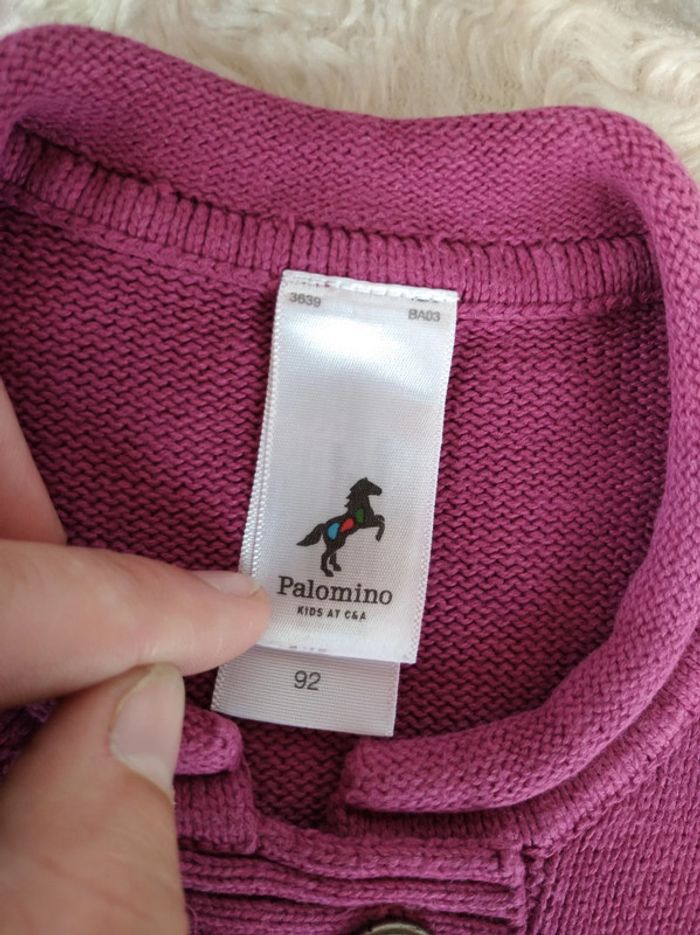 3639 BA03
Palomino
KIDS AT C&A
92